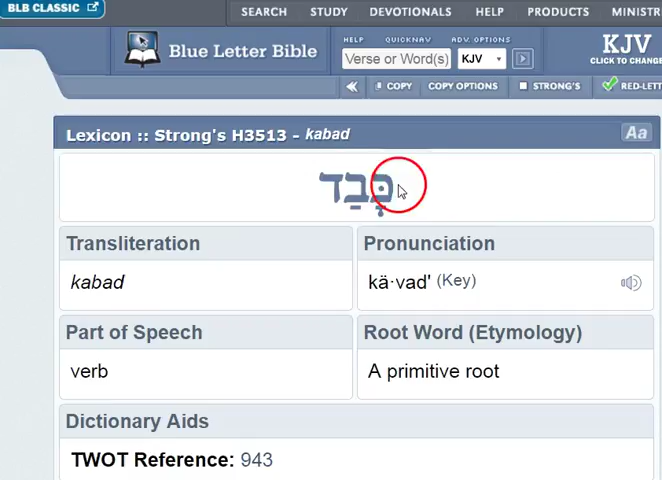 BLB CLASSIC
SEARCH STUDY DEVOTIONALS HELP PRODUCTS MINISTR
Blue Letter Bible
HELP QUICKNAV ADV. OPTIONS
Verse or Word(s) KJV
KJV
CLICK TO CHANGE
COPY COPY OPTIONS STRONG'S RED-LETT
Lexicon :: Strong's H3513 - kabad Aa
כָּבַד
Transliteration Pronunciation
kabad kä·vad' (Key)
Part of Speech Root Word (Etymology)
verb A primitive root
Dictionary Aids
TWOT Reference: 943